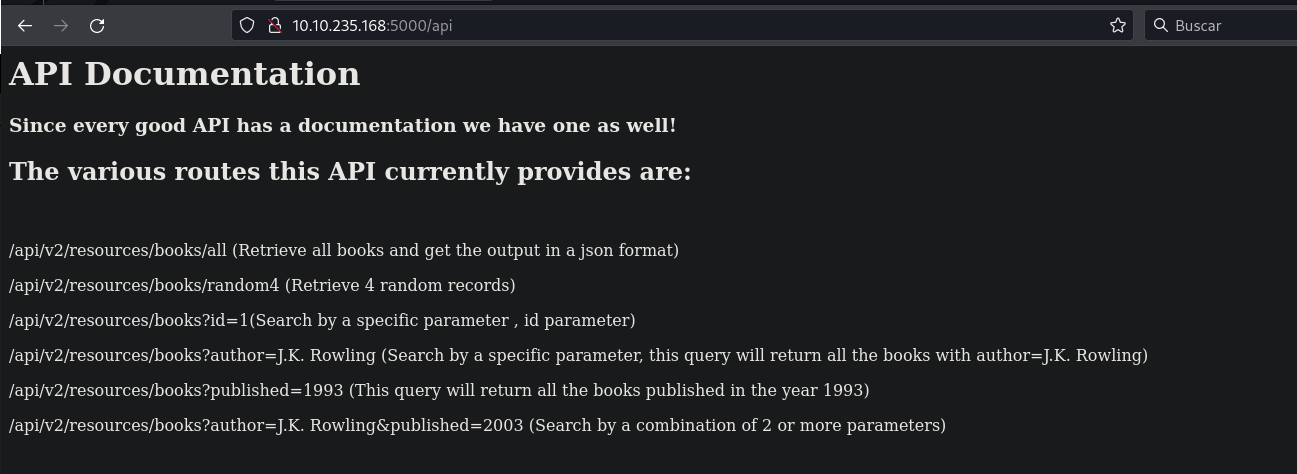 10.10.235.168:5000/api
Buscar
API Documentation
Since every good API has a documentation we have one as well!
The various routes this API currently provides are:
/api/v2/resources/books/all (Retrieve all books and get the output in a json format)
/api/v2/resources/books/random4 (Retrieve 4 random records)
/api/v2/resources/books?id=1(Search by a specific parameter , id parameter)
/api/v2/resources/books?author=J.K. Rowling (Search by a specific parameter, this query will return all the books with author=J.K. Rowling)
/api/v2/resources/books?published=1993 (This query will return all the books published in the year 1993)
/api/v2/resources/books?author=J.K. Rowling&published=2003 (Search by a combination of 2 or more parameters)